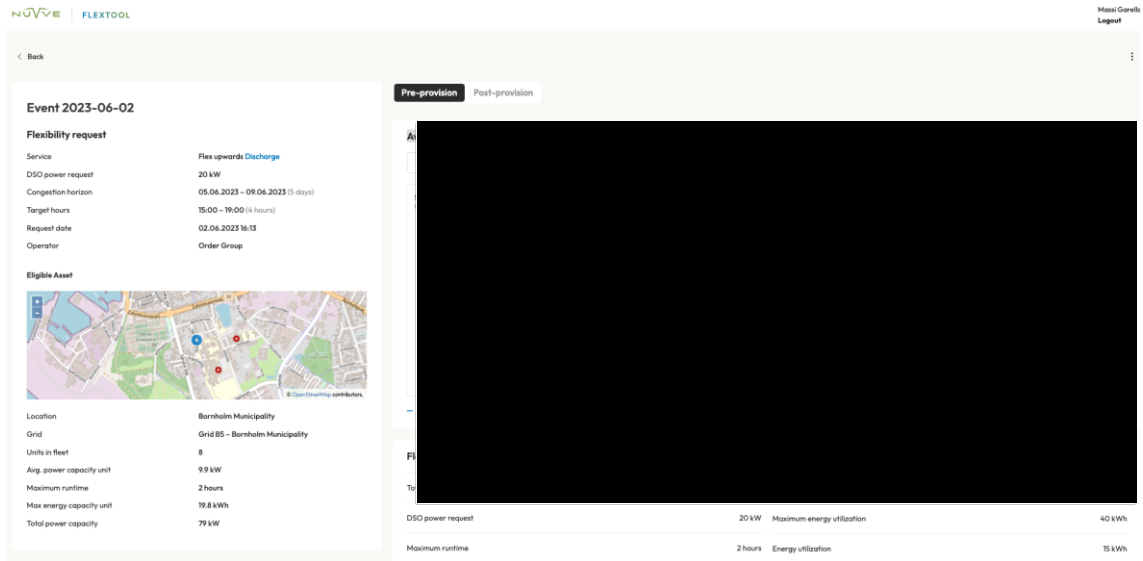 NUVVE FLEXTOOL
Massi Garello
Logout
Back
Event 2023-06-02
Flexibility request
Service Flex upwards Discharge
DSO power request 20 kW
Congestion horizon 05.06.2023 – 09.06.2023 (5 days)
Target hours 15:00 – 19:00 (4 hours)
Request date 02.06.2023 16:13
Operator Order Group
Eligible Asset
+
−
© OpenStreetMap contributors.
Location Bornholm Municipality
Grid Grid B5 – Bornholm Municipality
Units in fleet 8
Avg. power capacity unit 9.9 kW
Maximum runtime 2 hours
Max energy capacity unit 19.8 kWh
Total power capacity 79 kW
Pre-provision Post-provision
DSO power request 20 kW Maximum energy utilization 40 kWh
Maximum runtime 2 hours Energy utilization 15 kWh